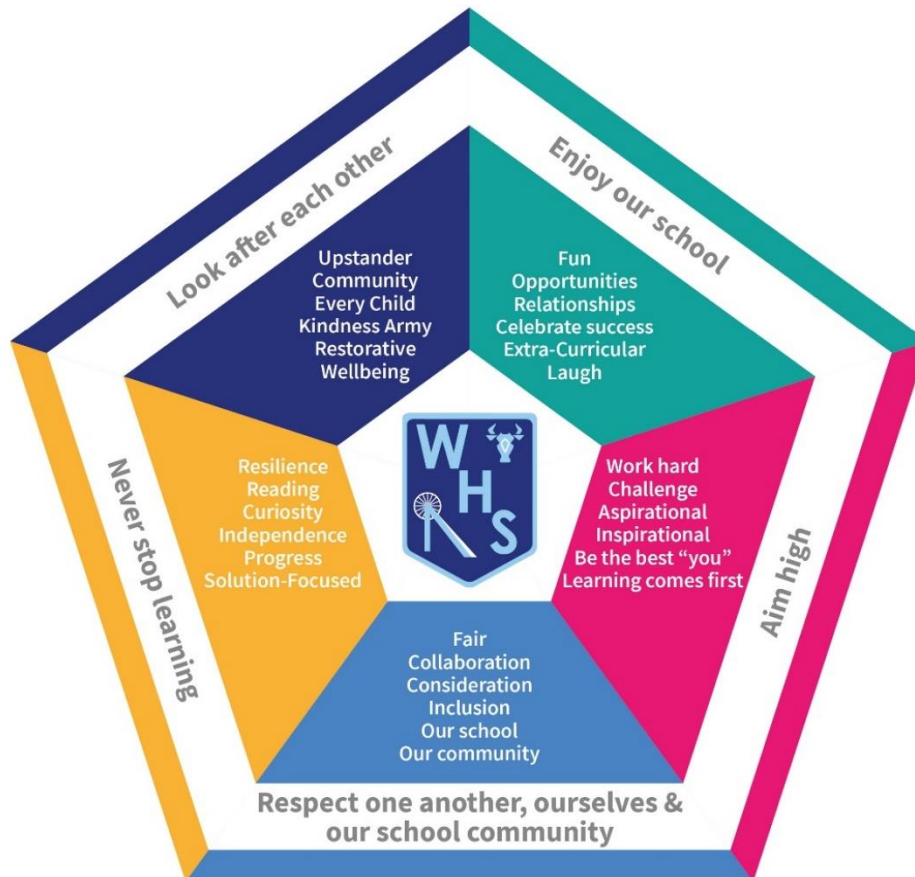 Look after each other
Enjoy our school
Upstander
Community
Every Child
Kindness Army
Restorative
Wellbeing
Fun
Opportunities
Relationships
Celebrate success
Extra-Curricular
Laugh
Never stop learning
Resilience
Reading
Curiosity
Independence
Progress
Solution-Focused
W
H
S
Work hard
Challenge
Aspirational
Inspirational
Be the best “you”
Learning comes first
Aim high
Fair
Collaboration
Consideration
Inclusion
Our school
Our community
Respect one another, ourselves &
our school community